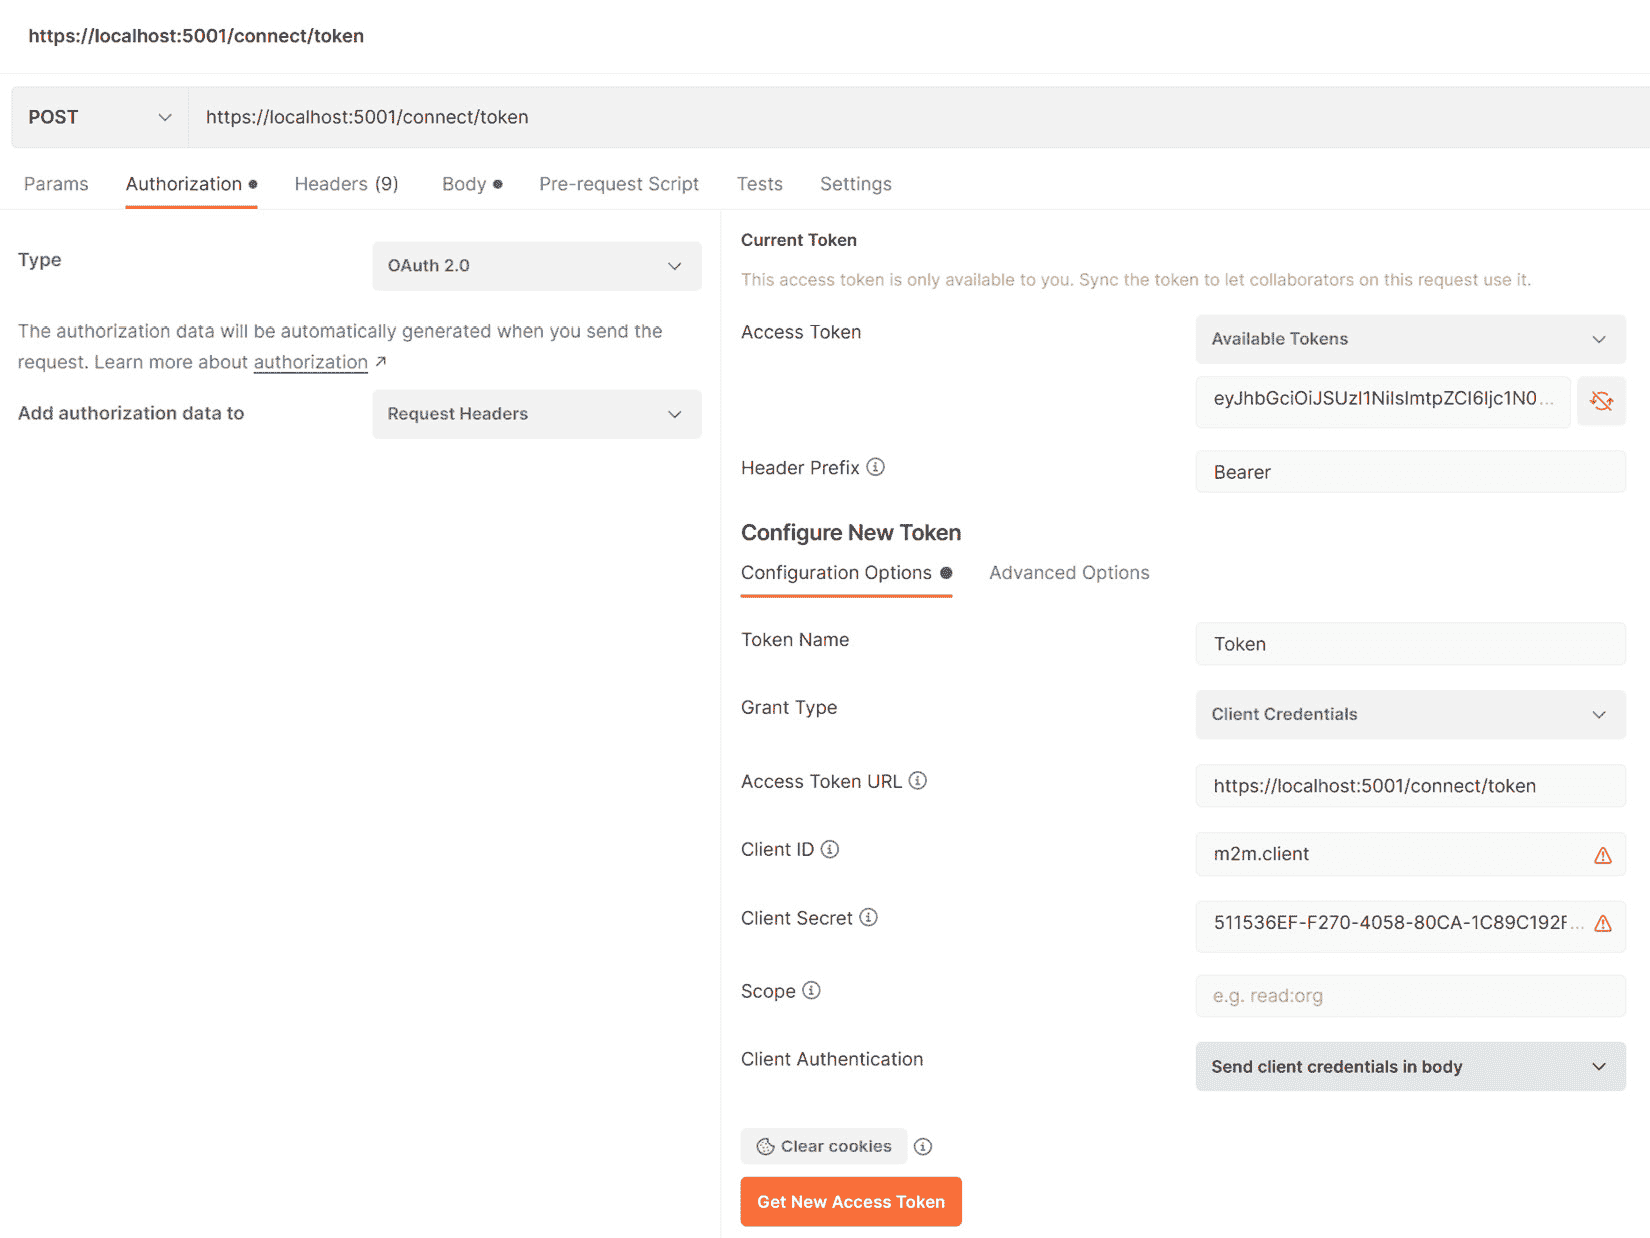 https://localhost:5001/connect/token
POST
https://localhost:5001/connect/token
Params
Authorization
Headers (9)
Body
Pre-request Script
Tests
Settings
Type
OAuth 2.0
The authorization data will be automatically generated when you send the
request. Learn more about authorization ↗
Add authorization data to
Request Headers
Current Token
This access token is only available to you. Sync the token to let collaborators on this request use it.
Access Token
Available Tokens
eyJhbGciOiJSUzI1NiIsImtpZCI6Ijc1N0...
Header Prefix
Bearer
Configure New Token
Configuration Options
Advanced Options
Token Name
Token
Grant Type
Client Credentials
Access Token URL
https://localhost:5001/connect/token
Client ID
m2m.client
Client Secret
511536EF-F270-4058-80CA-1C89C192F...
Scope
e.g. read:org
Client Authentication
Send client credentials in body
Clear cookies
Get New Access Token